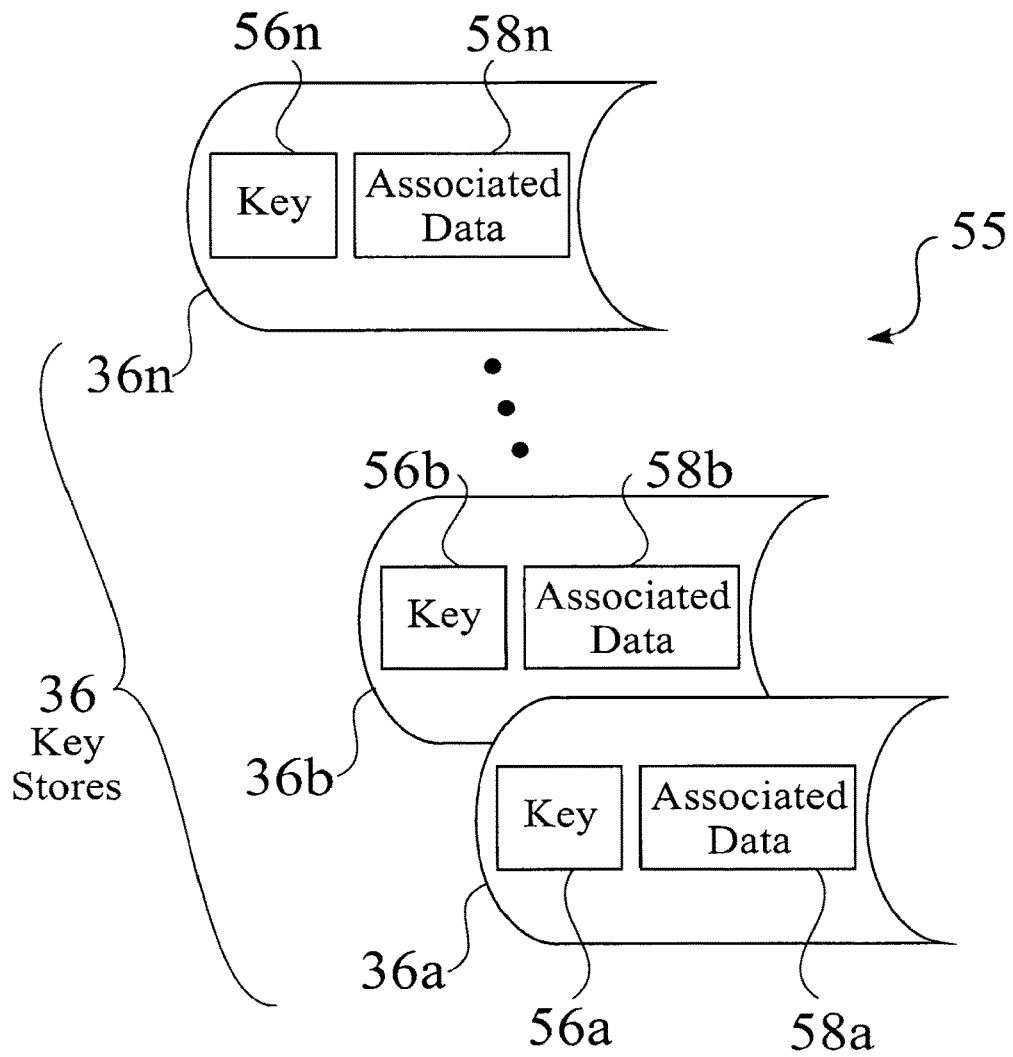 56n
58n
Key
Associated
Data
55
36n
56b
58b
Key
Associated
Data
36
Key
Stores
36b
Key
Associated
Data
36a
56a
58a